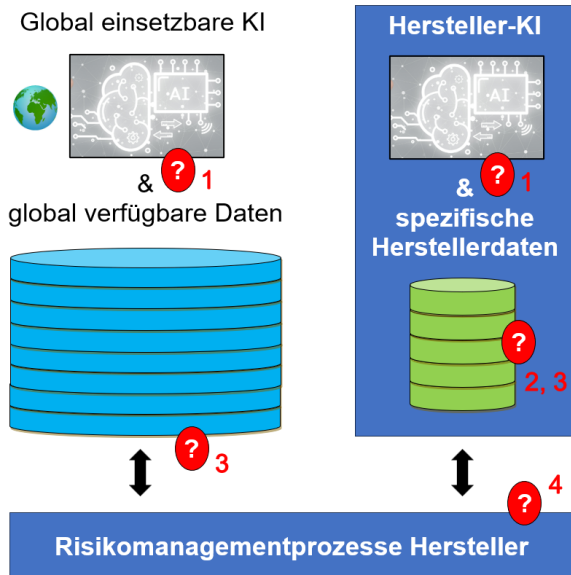 Global einsetzbare KI
AI
? 1
&
global verfügbare Daten
? 3
Hersteller-KI
AI
? 1
&
spezifische
Herstellerdaten
?
2, 3
? 4
Risikomanagementprozesse Hersteller